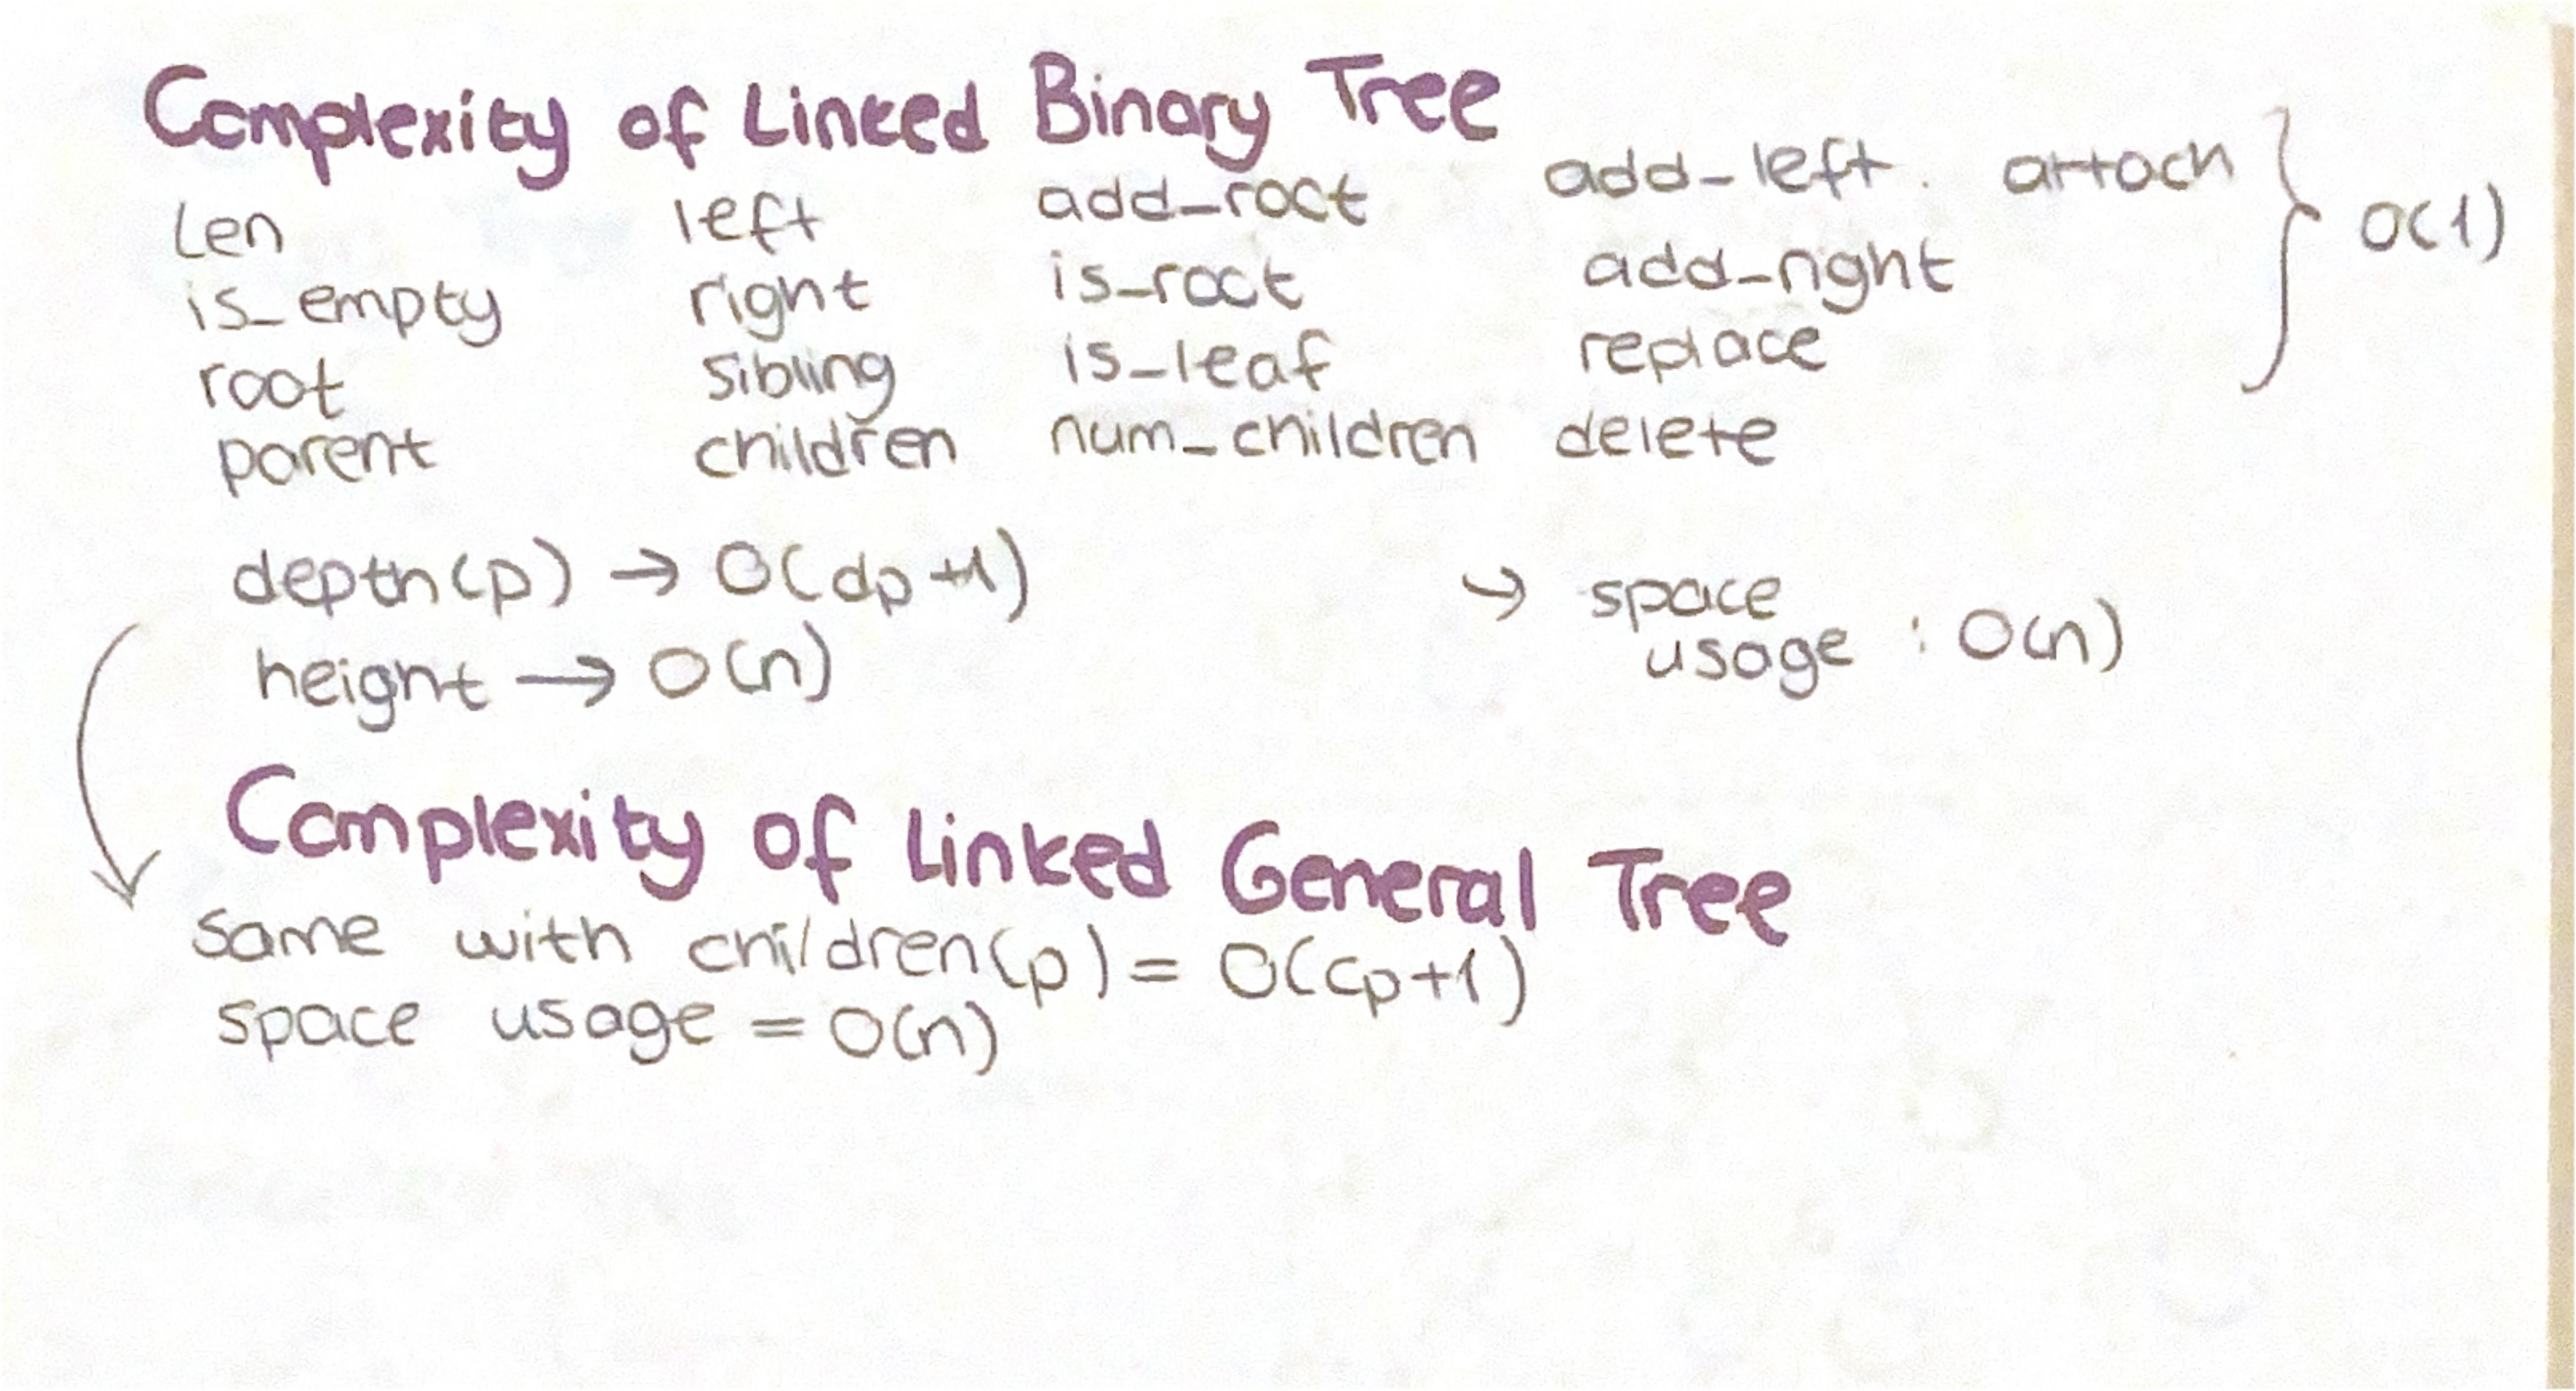 Complexity of Linked Binary Tree
len left add_root add_left attach
is_empty right is_root add_right O(1)
root sibling is_leaf replace
parent children num_children delete
depth(p) → O(dp+1)
→ space
usage : O(n)
height → O(n)
Complexity of Linked General Tree
same with children(p) = O(cp+1)
space usage = O(n)